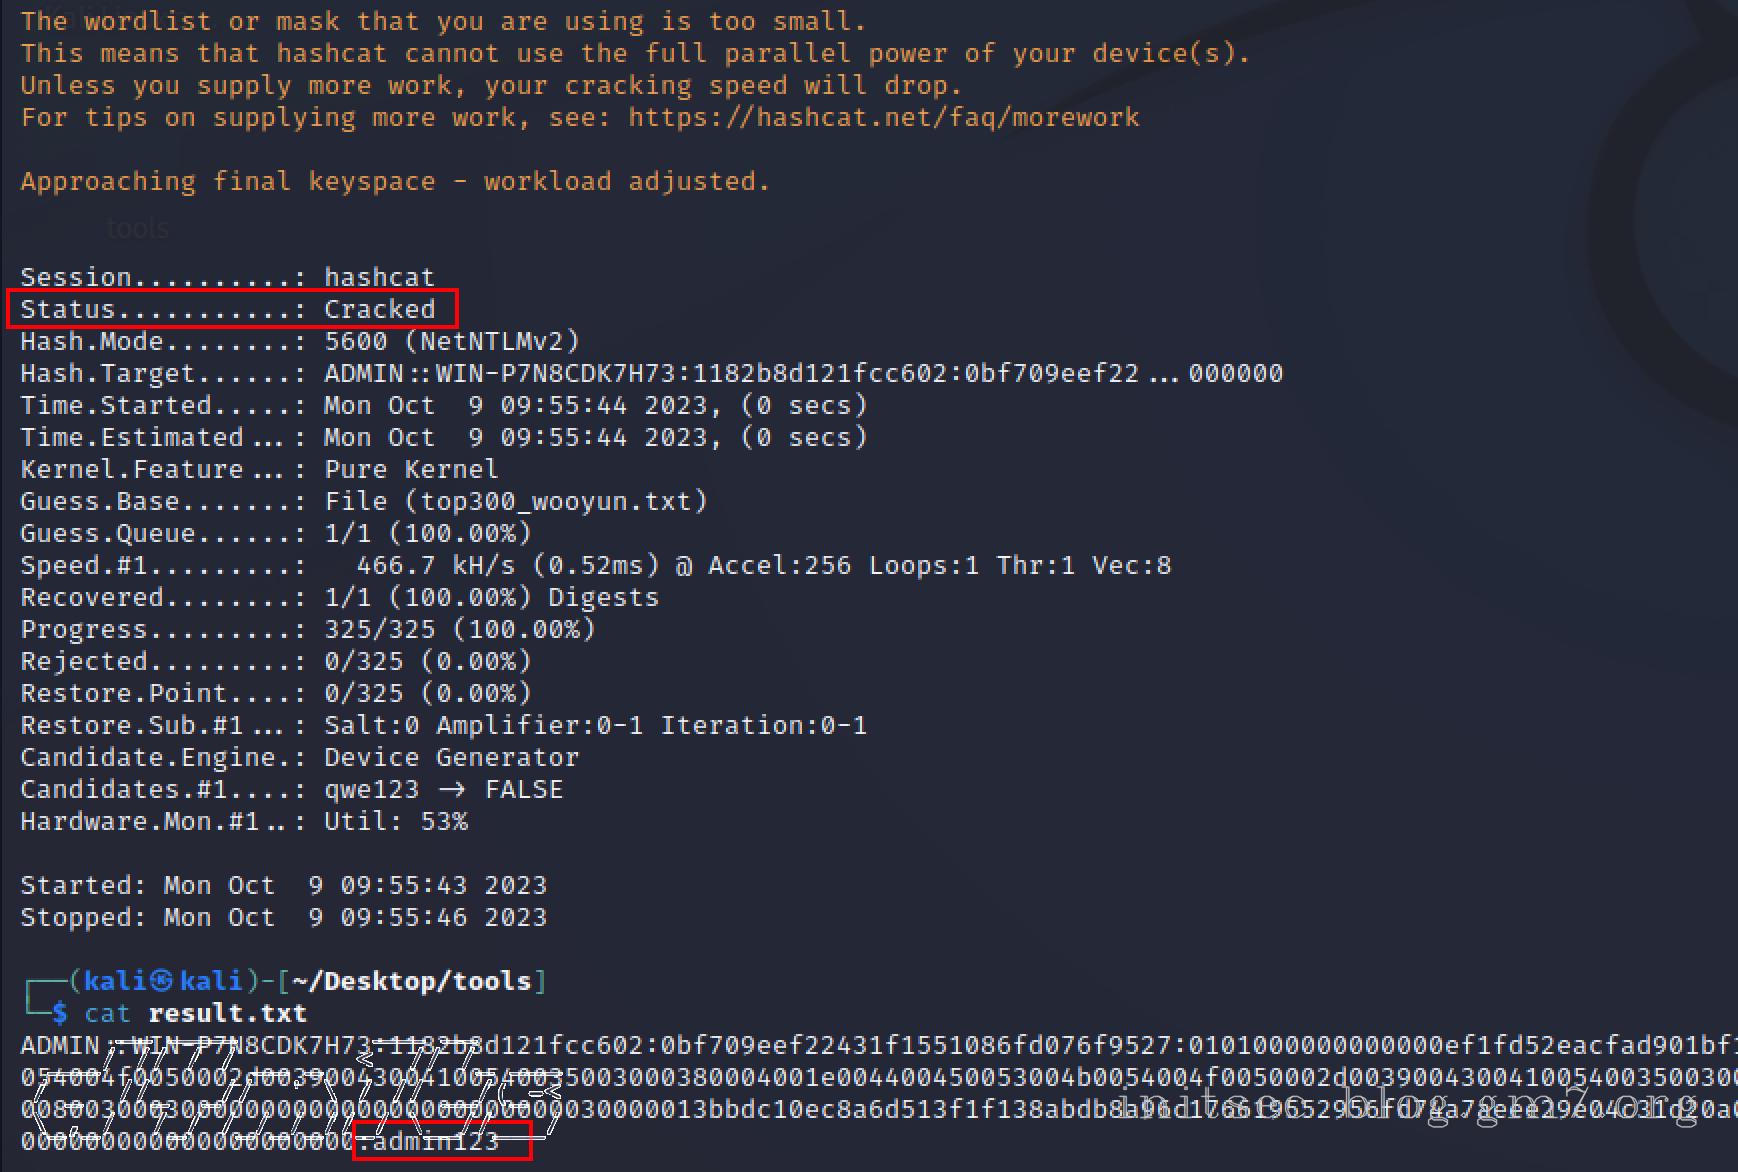 The wordlist or mask that you are using is too small.
This means that hashcat cannot use the full parallel power of your device(s).
Unless you supply more work, your cracking speed will drop.
For tips on supplying more work, see: https://hashcat.net/faq/morework
Approaching final keyspace - workload adjusted.
tools
Session..........: hashcat
Status...........: Cracked
Hash.Mode........: 5600 (NetNTLMv2)
Hash.Target......: ADMIN::WIN-P7N8CDK7H73:1182b8d121fcc602:0bf709eef22...000000
Time.Started.....: Mon Oct  9 09:55:44 2023, (0 secs)
Time.Estimated...: Mon Oct  9 09:55:44 2023, (0 secs)
Kernel.Feature...: Pure Kernel
Guess.Base.......: File (top300_wooyun.txt)
Guess.Queue......: 1/1 (100.00%)
Speed.#1.........:   466.7 kH/s (0.52ms) @ Accel:256 Loops:1 Thr:1 Vec:8
Recovered........: 1/1 (100.00%) Digests
Progress.........: 325/325 (100.00%)
Rejected.........: 0/325 (0.00%)
Restore.Point....: 0/325 (0.00%)
Restore.Sub.#1...: Salt:0 Amplifier:0-1 Iteration:0-1
Candidate.Engine.: Device Generator
Candidates.#1....: qwe123 -> FALSE
Hardware.Mon.#1..: Util: 53%
Started: Mon Oct  9 09:55:43 2023
Stopped: Mon Oct  9 09:55:46 2023
┌──(kali㉿kali)-[~/Desktop/tools]
└─$ cat result.txt
ADMIN::WIN-P7N8CDK7H73:1182b8d121fcc602:0bf709eef22431f1551086fd076f9527:0101000000000000ef1fd52eacfad901bf
:admin123
initsec blog.gm7.org